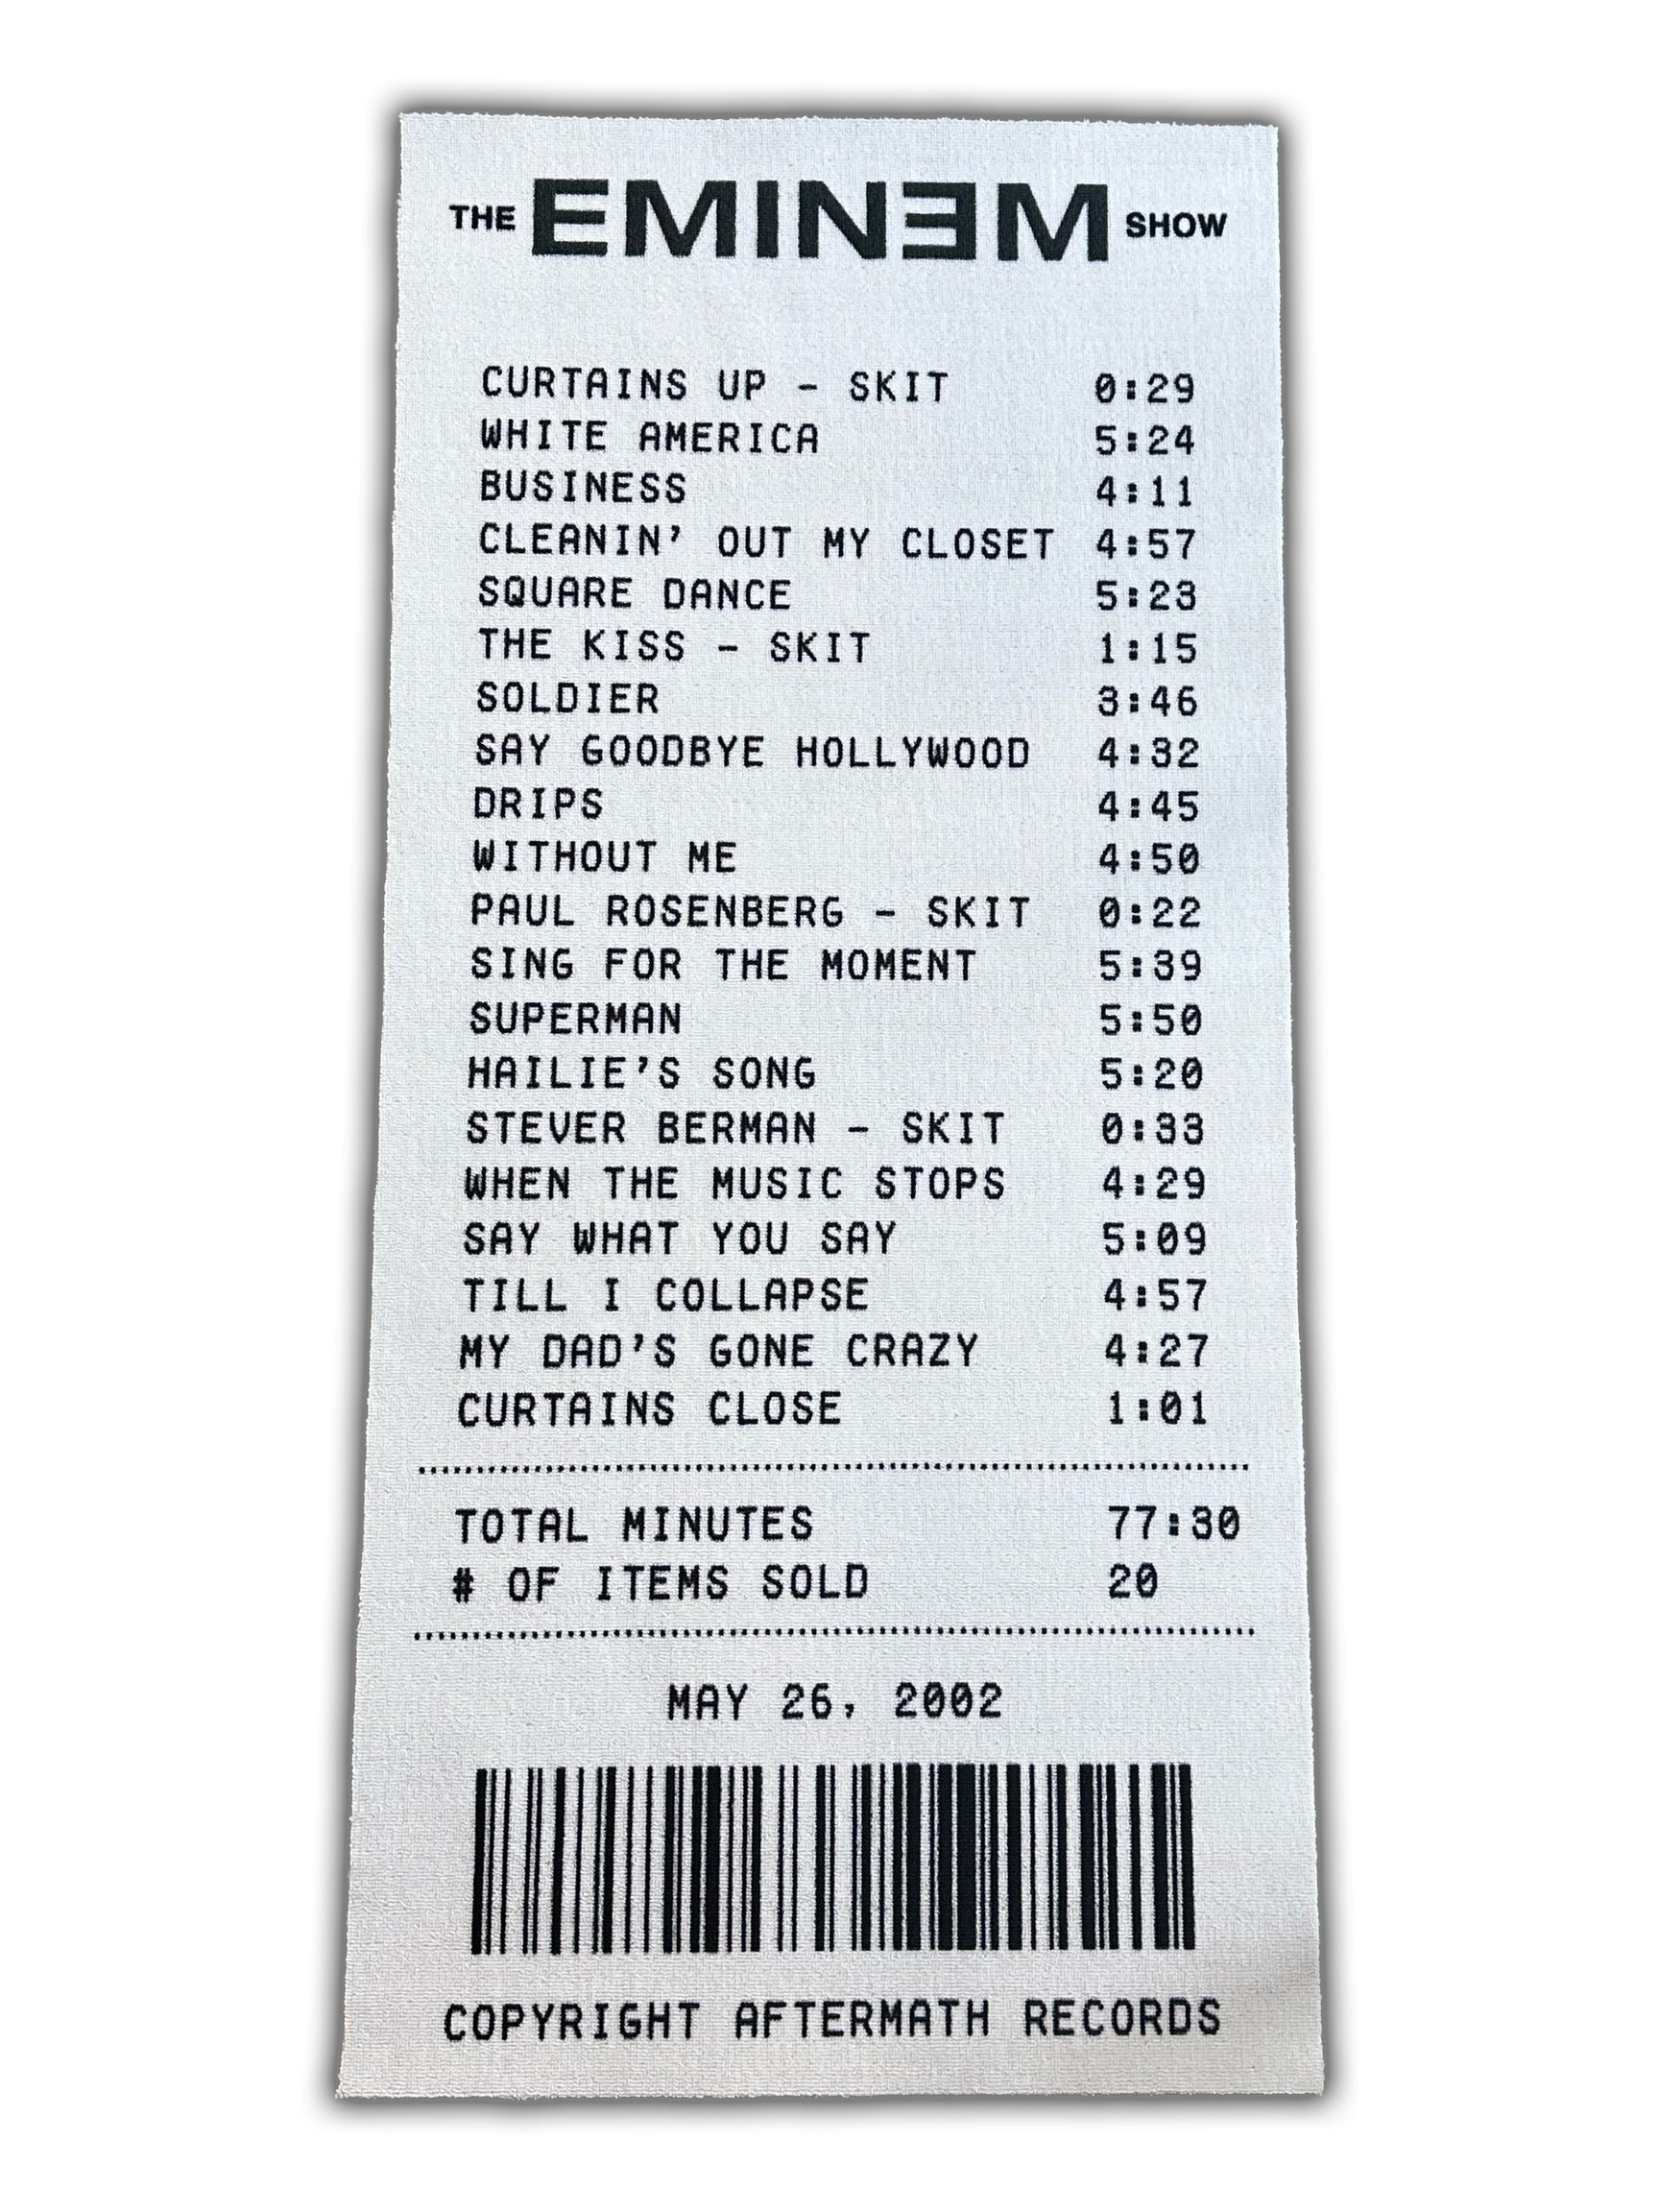 THE EMINƎM SHOW
CURTAINS UP - SKIT 0:29
WHITE AMERICA 5:24
BUSINESS 4:11
CLEANIN’ OUT MY CLOSET 4:57
SQUARE DANCE 5:23
THE KISS - SKIT 1:15
SOLDIER 3:46
SAY GOODBYE HOLLYWOOD 4:32
DRIPS 4:45
WITHOUT ME 4:50
PAUL ROSENBERG - SKIT 0:22
SING FOR THE MOMENT 5:39
SUPERMAN 5:50
HAILIE’S SONG 5:20
STEVER BERMAN - SKIT 0:33
WHEN THE MUSIC STOPS 4:29
SAY WHAT YOU SAY 5:09
TILL I COLLAPSE 4:57
MY DAD’S GONE CRAZY 4:27
CURTAINS CLOSE 1:01
TOTAL MINUTES 77:30
# OF ITEMS SOLD 20
MAY 26, 2002
COPYRIGHT AFTERMATH RECORDS